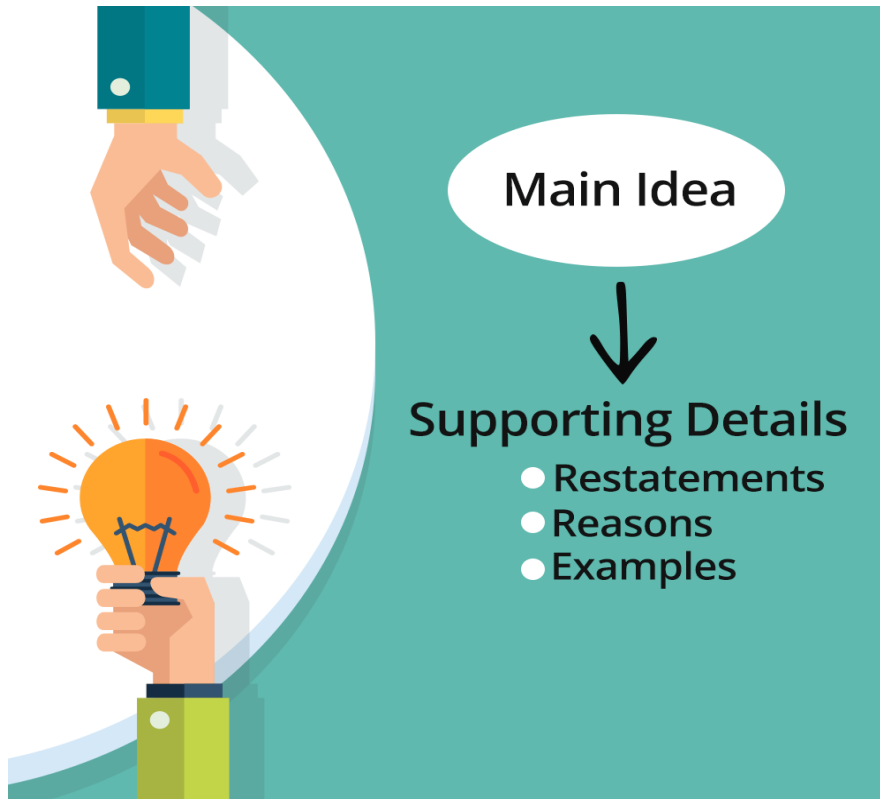 Main Idea
Supporting Details
Restatements
Reasons
Examples